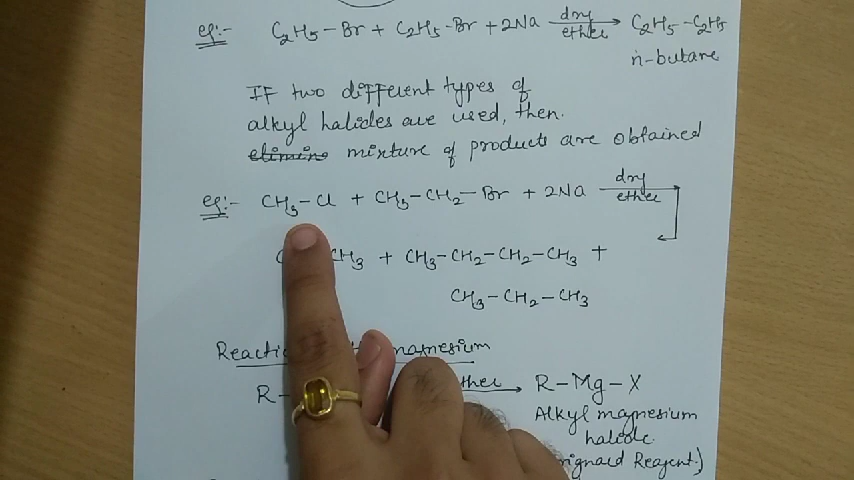 eg:- C2H5-Br + C2H5-Br + 2Na dry ether → C2H5-C2H5
n-butane
IF two different types of
alkyl halides are used, then.
mixture of products are obtained
eg:- CH3-Cl + CH3-CH2-Br + 2Na dry ether
CH3 + CH3-CH2-CH2-CH3 +
CH3-CH2-CH3
magnesium
R- ether → R-Mg-X
Alkyl magnesium
halide
Reagent.)